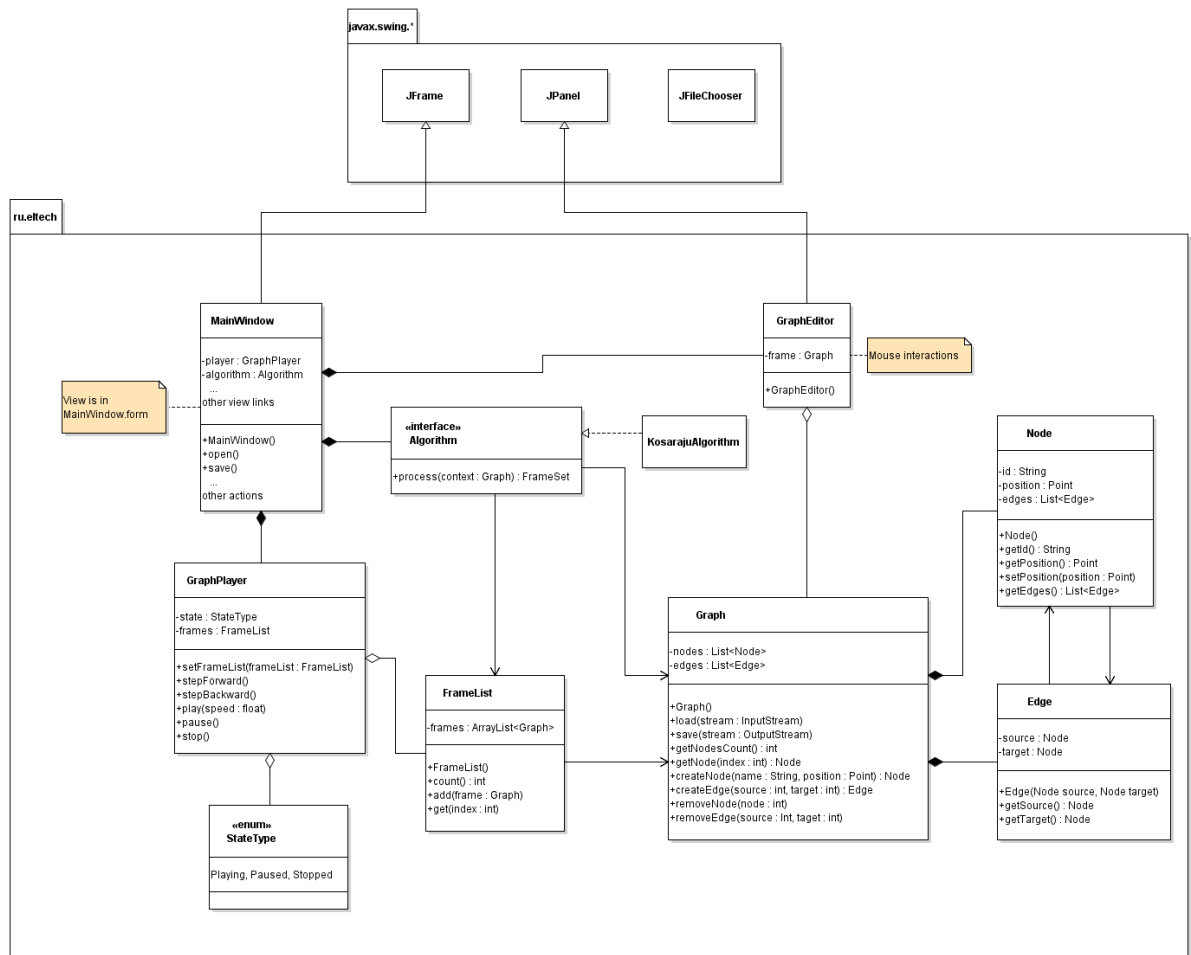 javax.swing.*
JFrame
JPanel
JFileChooser
ru.eltech
MainWindow
-player : GraphPlayer
-algorithm : Algorithm
...
other view links
+MainWindow()
+open()
+save()
...
other actions
View is in
MainWindow.form
GraphEditor
-frame : Graph
+GraphEditor()
Mouse interactions
«interface»
Algorithm
+process(context : Graph) : FrameSet
KosarajuAlgorithm
Node
-id : String
-position : Point
-edges : List<Edge>
+Node()
+getId() : String
+getPosition() : Point
+setPosition(position : Point)
+getEdges() : List<Edge>
GraphPlayer
-state : StateType
-frames : FrameList
+setFrameList(frameList : FrameList)
+stepForward()
+stepBackward()
+play(speed : float)
+pause()
+stop()
FrameList
-frames : ArrayList<Graph>
+FrameList()
+count() : int
+add(frame : Graph)
+get(index : int)
Graph
-nodes : List<Node>
-edges : List<Edge>
+Graph()
+load(stream : InputStream)
+save(stream : OutputStream)
+getNodesCount() : int
+getNode(index : int) : Node
+createNode(name : String, position : Point) : Node
+createEdge(source : int, target : int) : Edge
+removeNode(node : int)
+removeEdge(source : Int, taget : int)
Edge
-source : Node
-target : Node
+Edge(Node source, Node target)
+getSource() : Node
+getTarget() : Node
«enum»
StateType
Playing, Paused, Stopped